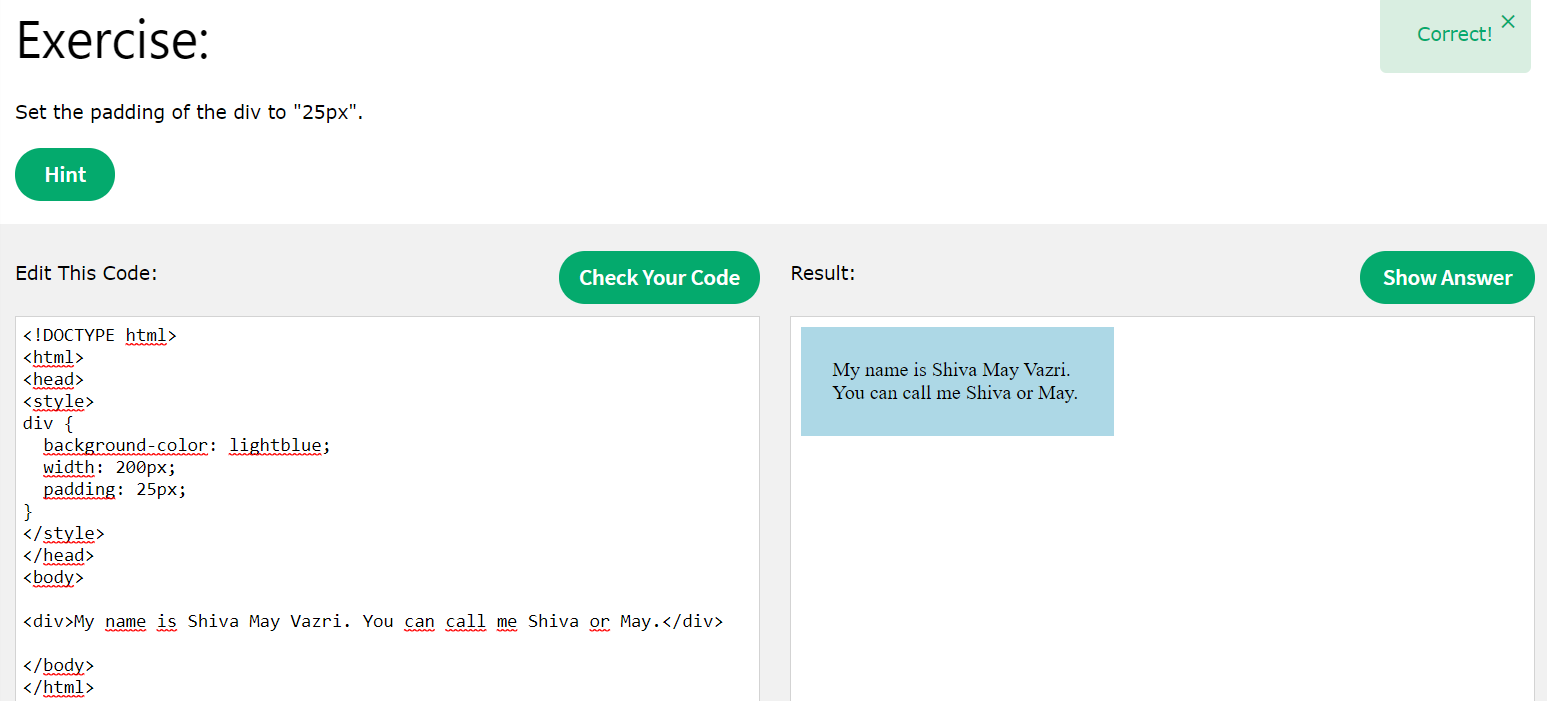 Exercise:
Correct!
×
Set the padding of the div to "25px".
Hint
Edit This Code:
Check Your Code
<!DOCTYPE html>
<html>
<head>
<style>
div {
  background-color: lightblue;
  width: 200px;
  padding: 25px;
}
</style>
</head>
<body>
<div>My name is Shiva May Vazri. You can call me Shiva or May.</div>
</body>
</html>
Result:
Show Answer
My name is Shiva May Vazri.
You can call me Shiva or May.